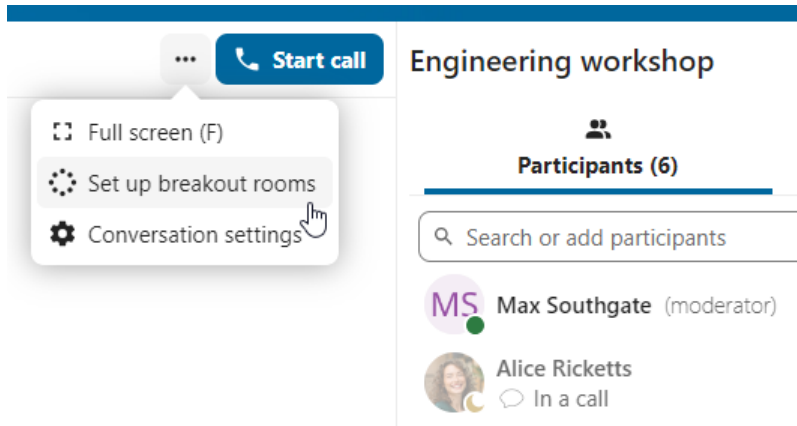 Start call
Full screen (F)
Set up breakout rooms
Conversation settings
Engineering workshop
Participants (6)
Search or add participants
MS Max Southgate (moderator)
Alice Ricketts
In a call